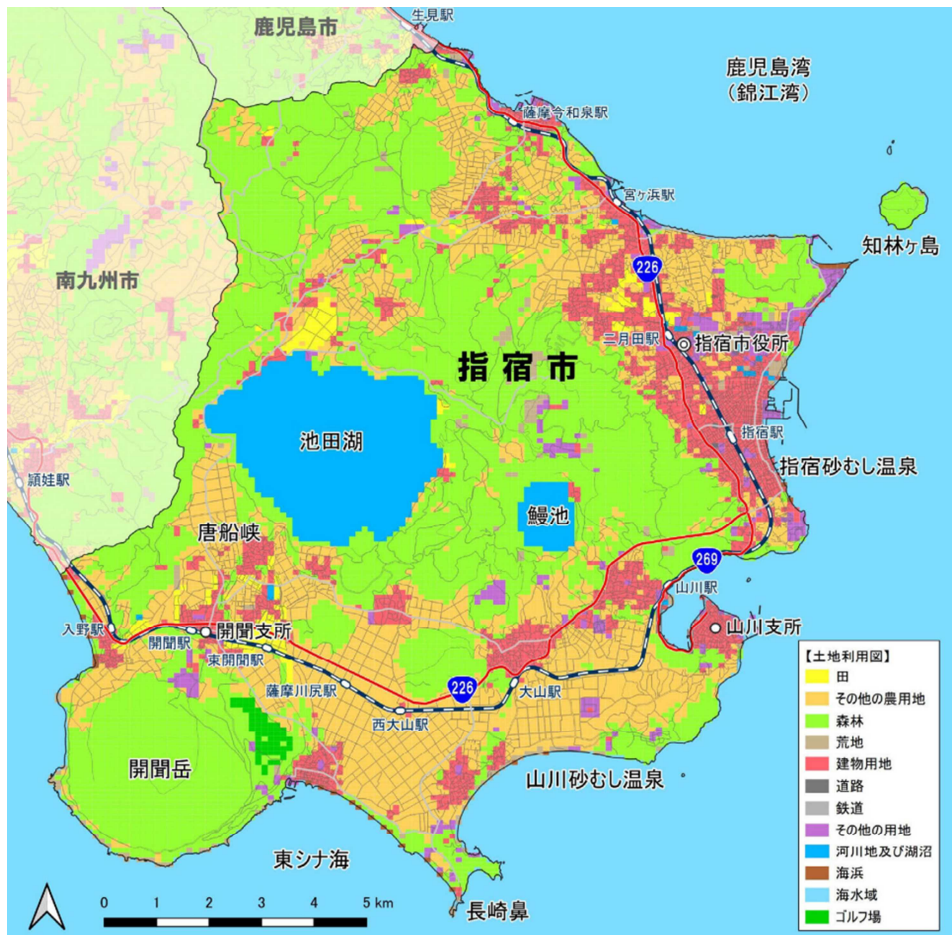 生見駅
鹿児島市
鹿児島湾
(錦江湾)
薩摩今和泉駅
宮ヶ浜駅
知林ヶ島
南九州市
226
二月田駅
指宿市役所
指宿市
池田湖
指宿駅
指宿砂むし温泉
頴娃駅
鰻池
唐船峡
269
山川駅
入野駅
開聞駅
開聞支所
山川支所
東開聞駅
薩摩川尻駅
226
大山駅
西大山駅
開聞岳
山川砂むし温泉
東シナ海
長崎鼻
0 1 2 3 4 5 km
【土地利用図】
田
その他の農用地
森林
荒地
建物用地
道路
鉄道
その他の用地
河川地及び湖沼
海浜
海水域
ゴルフ場